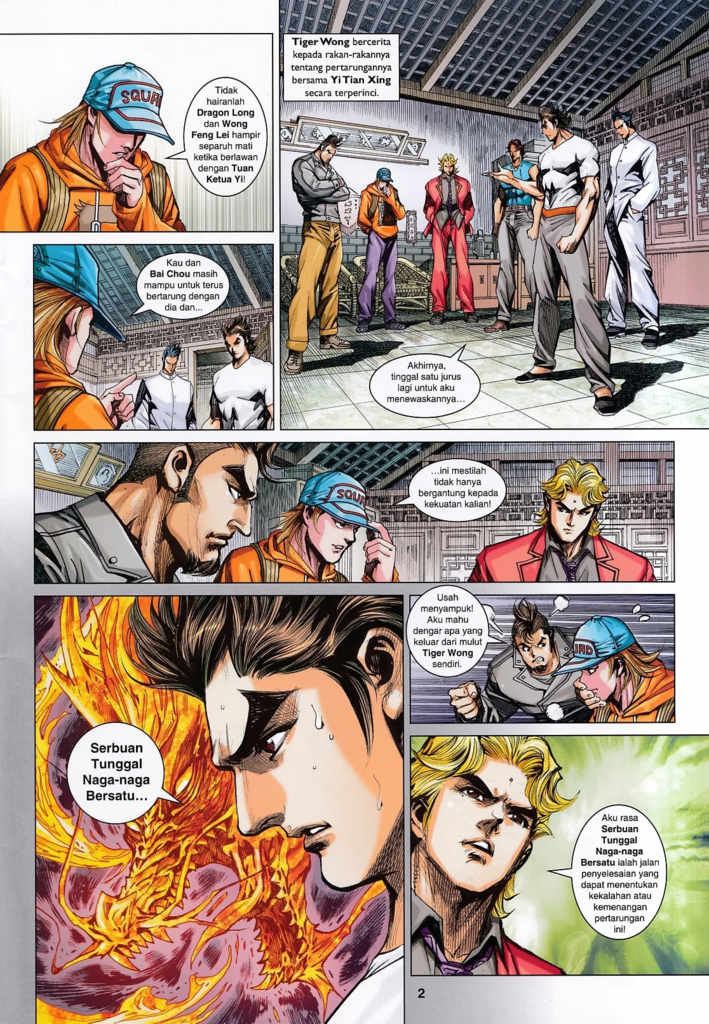 SQUAD
Tidak
hairanlah
Dragon Long
dan Wong
Feng Lei hampir
separuh mati
ketika berlawan
dengan Tuan
Ketua Yi!
Tiger Wong bercerita
kepada rakan-rakannya
tentang pertarungannya
bersama Yi Tian Xing
secara terperinci.
Akhirnya,
tinggal satu jurus
lagi untuk aku
menewaskannya...
Kau dan
Bai Chou masih
mampu untuk terus
bertarung dengan
dia dan...
SQUA
...ini mestilah
tidak hanya
bergantung kepada
kekuatan kalian!
Serbuan
Tunggal
Naga-naga
Bersatu...
Usah
menyampuk!
Aku mahu
dengar apa yang
keluar dari mulut
Tiger Wong
sendiri.
Aku rasa
Serbuan
Tunggal
Naga-naga
Bersatu ialah jalan
penyelesaian yang
dapat menentukan
kekalahan atau
kemenangan
pertarungan
ini!
2